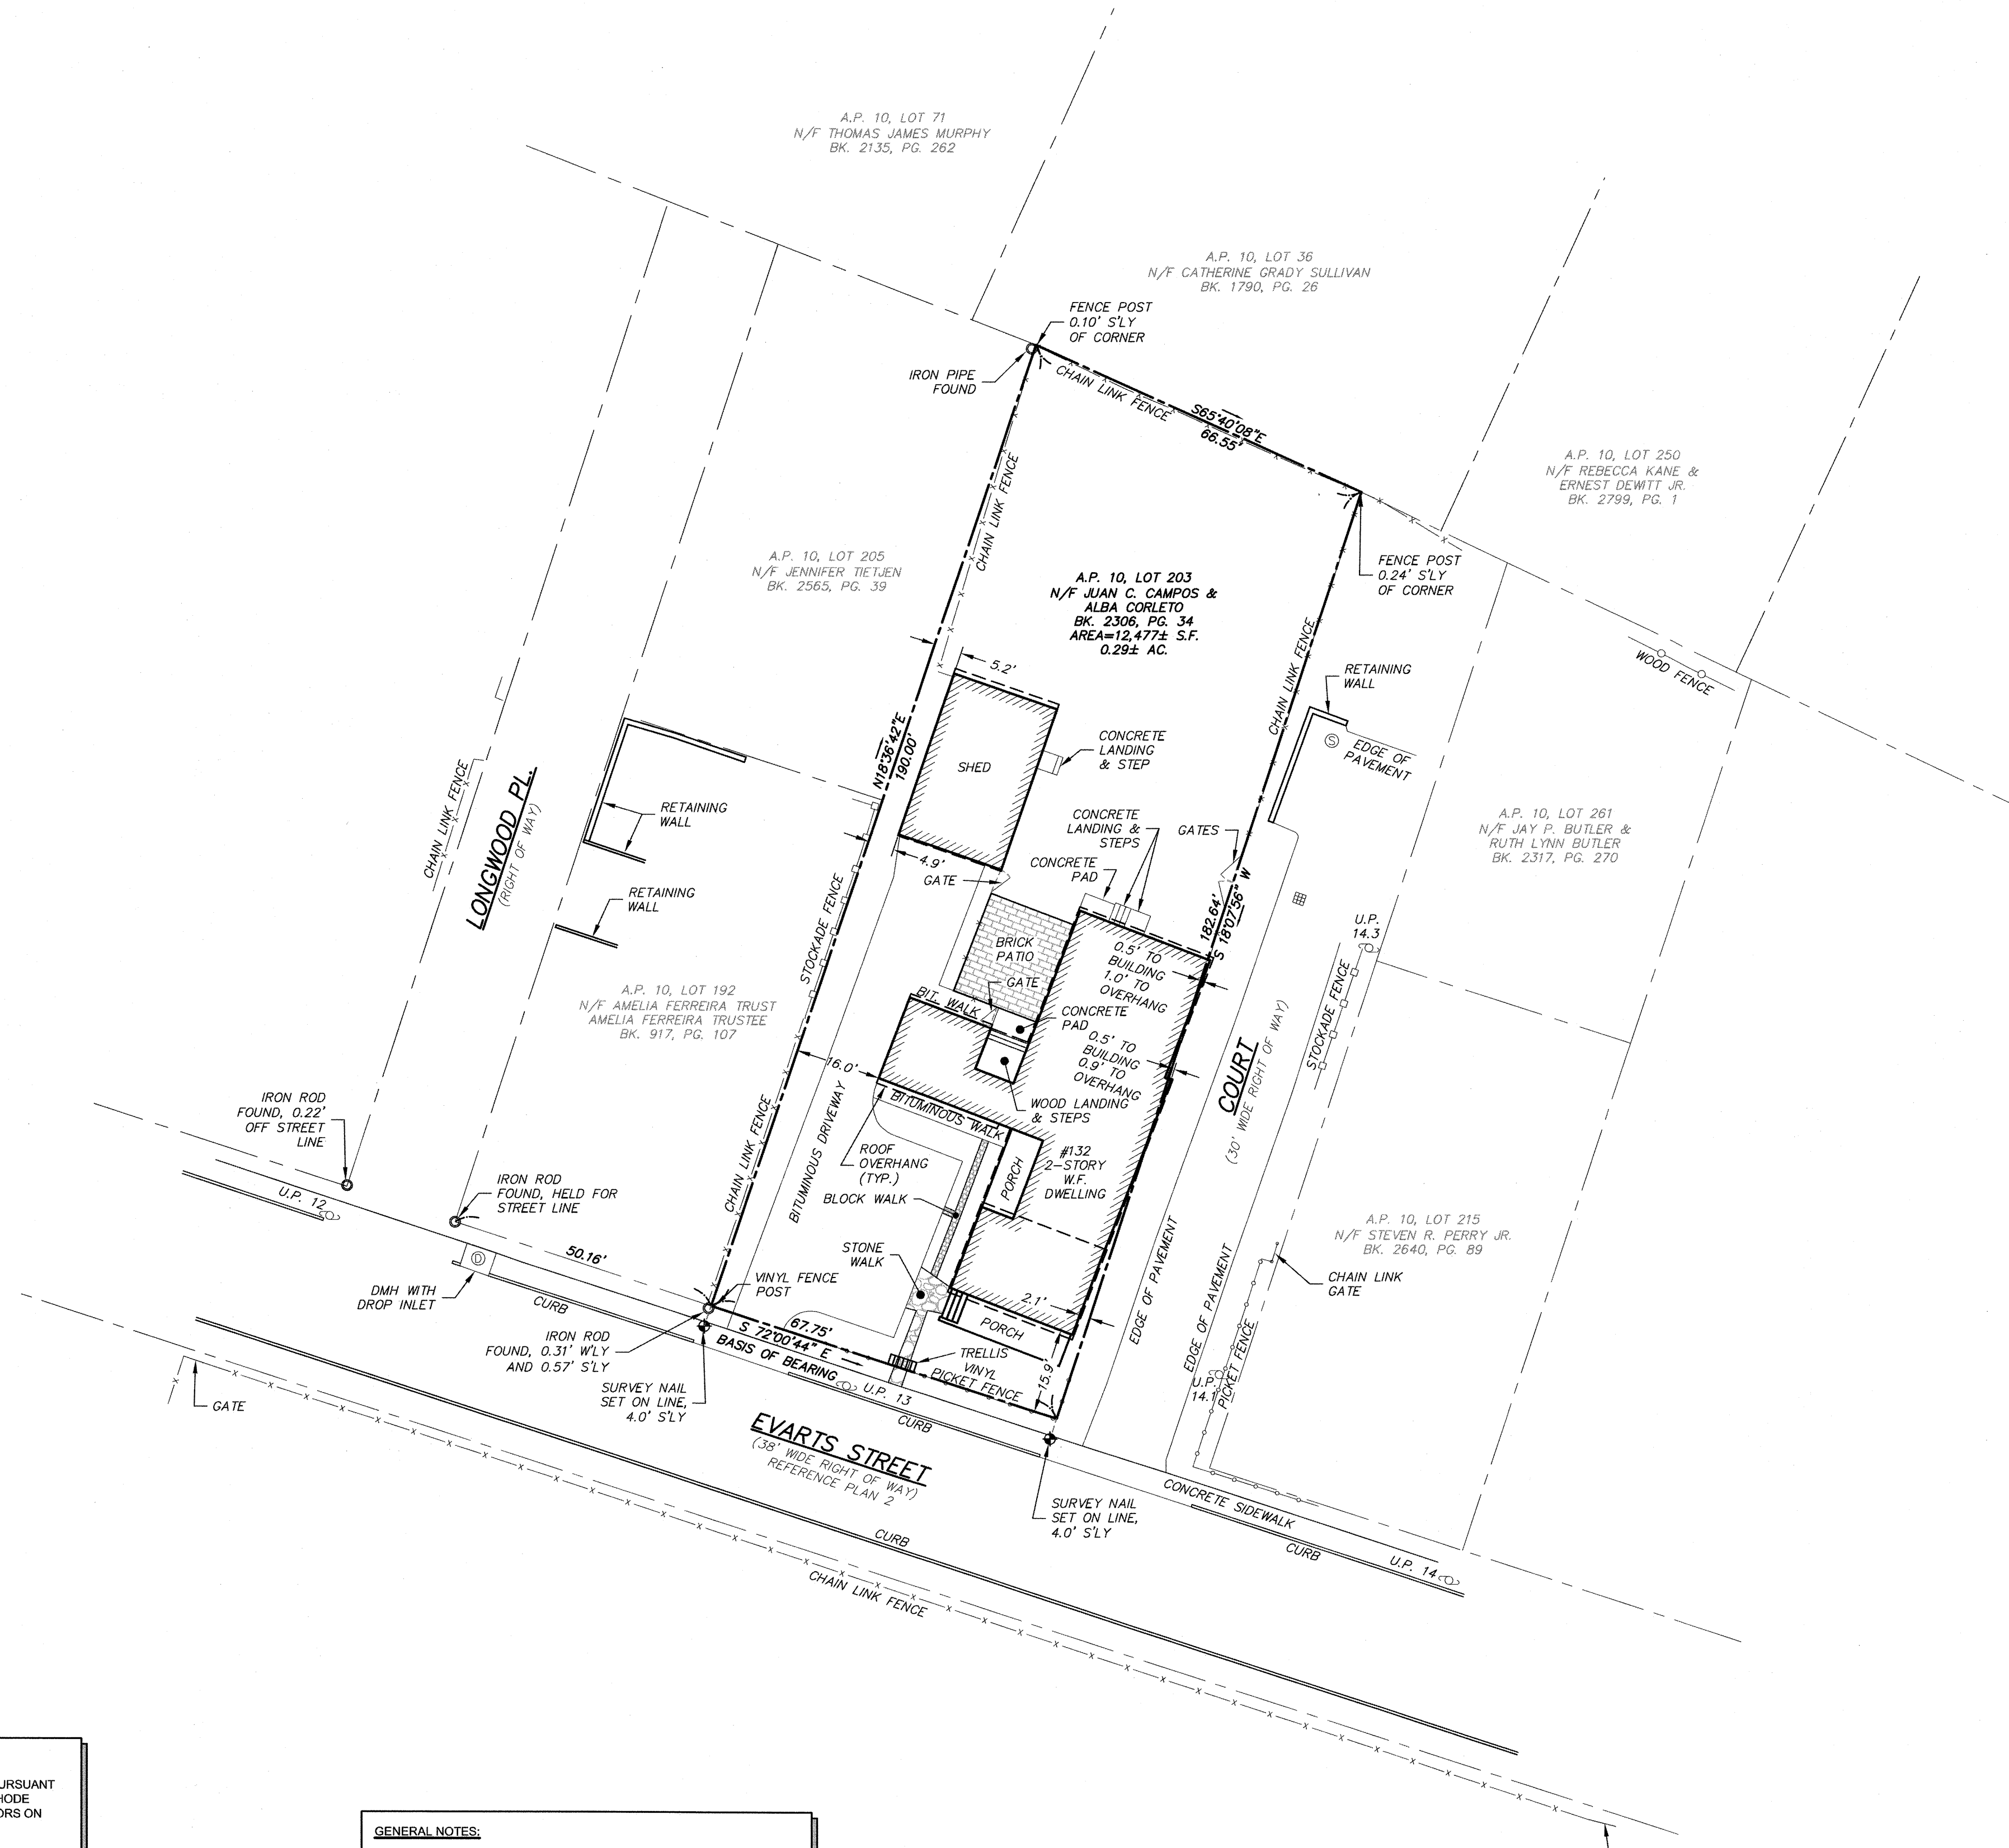 A.P. 10, LOT 71
N/F THOMAS JAMES MURPHY
BK. 2135, PG. 262
A.P. 10, LOT 36
N/F CATHERINE GRADY SULLIVAN
BK. 1790, PG. 26
FENCE POST
0.10' S'LY
OF CORNER
IRON PIPE
FOUND
CHAIN LINK FENCE
S65°40'08"E
66.55'
A.P. 10, LOT 250
N/F REBECCA KANE &
ERNEST DEWITT JR.
BK. 2799, PG. 1
CHAIN LINK FENCE
A.P. 10, LOT 205
N/F JENNIFER TIETJEN
BK. 2565, PG. 39
A.P. 10, LOT 203
N/F JUAN C. CAMPOS &
ALBA CORLETO
BK. 2306, PG. 34
AREA=12,477± S.F.
0.29± AC.
FENCE POST
0.24' S'LY
OF CORNER
CHAIN LINK FENCE
WOOD FENCE
5.2'
RETAINING
WALL
N18°36'42"E
190.00'
SHED
CONCRETE
LANDING
& STEP
EDGE OF
PAVEMENT
CHAIN LINK FENCE
LONGWOOD PL.
(RIGHT OF WAY)
RETAINING
WALL
RETAINING
WALL
CONCRETE
LANDING &
STEPS
GATES
4.9'
GATE
CONCRETE
PAD
S
A.P. 10, LOT 261
N/F JAY P. BUTLER &
RUTH LYNN BUTLER
BK. 2317, PG. 270
STOCKADE FENCE
182.64'
S 18°07'56" W
U.P.
14.3
BRICK
PATIO
0.5' TO
BUILDING
1.0' TO
OVERHANG
GATE
BIT. WALK
CONCRETE
PAD
0.5' TO
BUILDING
0.9' TO
OVERHANG
A.P. 10, LOT 192
N/F AMELIA FERREIRA TRUST
AMELIA FERREIRA TRUSTEE
BK. 917, PG. 107
16.0'
STOCKADE FENCE
COURT
(30' WIDE RIGHT OF WAY)
IRON ROD
FOUND, 0.22'
OFF STREET
LINE
CHAIN LINK FENCE
BITUMINOUS DRIVEWAY
BITUMINOUS WALK
WOOD LANDING
& STEPS
ROOF
OVERHANG
(TYP.)
#132
2-STORY
W.F.
DWELLING
PORCH
BLOCK WALK
U.P. 12
IRON ROD
FOUND, HELD FOR
STREET LINE
A.P. 10, LOT 215
N/F STEVEN R. PERRY JR.
BK. 2640, PG. 89
50.16'
STONE
WALK
EDGE OF PAVEMENT
EDGE OF PAVEMENT
CHAIN LINK
GATE
D
DMH WITH
DROP INLET
CURB
VINYL FENCE
POST
2.1'
PORCH
67.75'
S 72°00'44" E
BASIS OF BEARING
IRON ROD
FOUND, 0.31' W'LY
AND 0.57' S'LY
TRELLIS
VINYL
PICKET FENCE
15.9'
PICKET FENCE
U.P.
14.1
SURVEY NAIL
SET ON LINE,
4.0' S'LY
U.P. 13
CURB
GATE
EVARTS STREET
(38' WIDE RIGHT OF WAY)
REFERENCE PLAN 2
SURVEY NAIL
SET ON LINE,
4.0' S'LY
CONCRETE SIDEWALK
CURB
U.P. 14
CURB
CHAIN LINK FENCE
URSUANT
HODE
ORS ON
GENERAL NOTES: